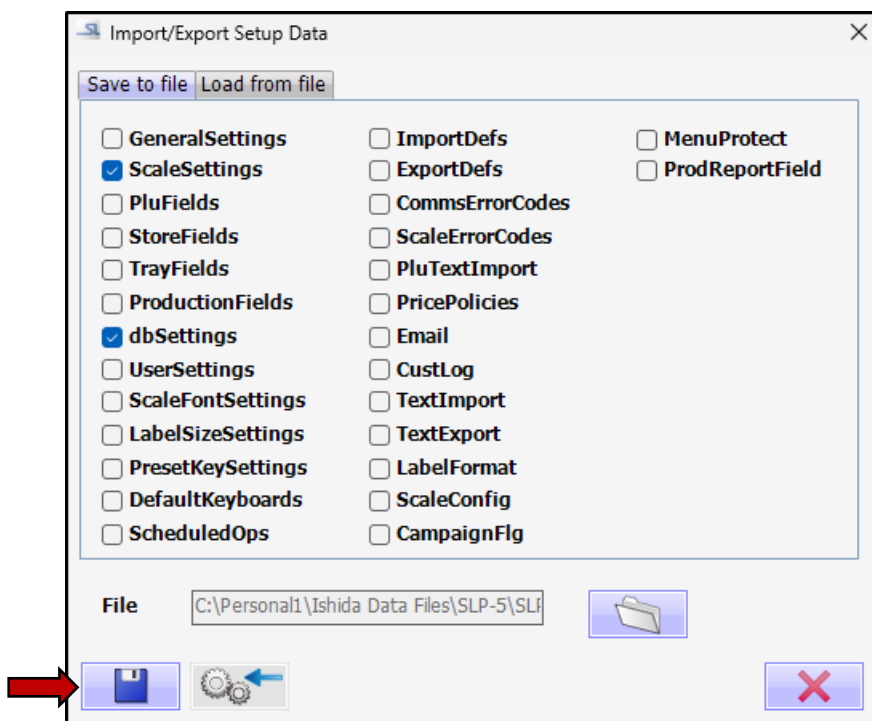 SL Import/Export Setup Data
Save to file Load from file
GeneralSettings
ScaleSettings
PluFields
StoreFields
TrayFields
ProductionFields
dbSettings
UserSettings
ScaleFontSettings
LabelSizeSettings
PresetKeySettings
DefaultKeyboards
ScheduledOps
ImportDefs
ExportDefs
CommsErrorCodes
ScaleErrorCodes
PluTextImport
PricePolicies
Email
CustLog
TextImport
TextExport
LabelFormat
ScaleConfig
CampaignFlg
MenuProtect
ProdReportField
File C:\Personal1\Ishida Data Files\SLP-5\SLP